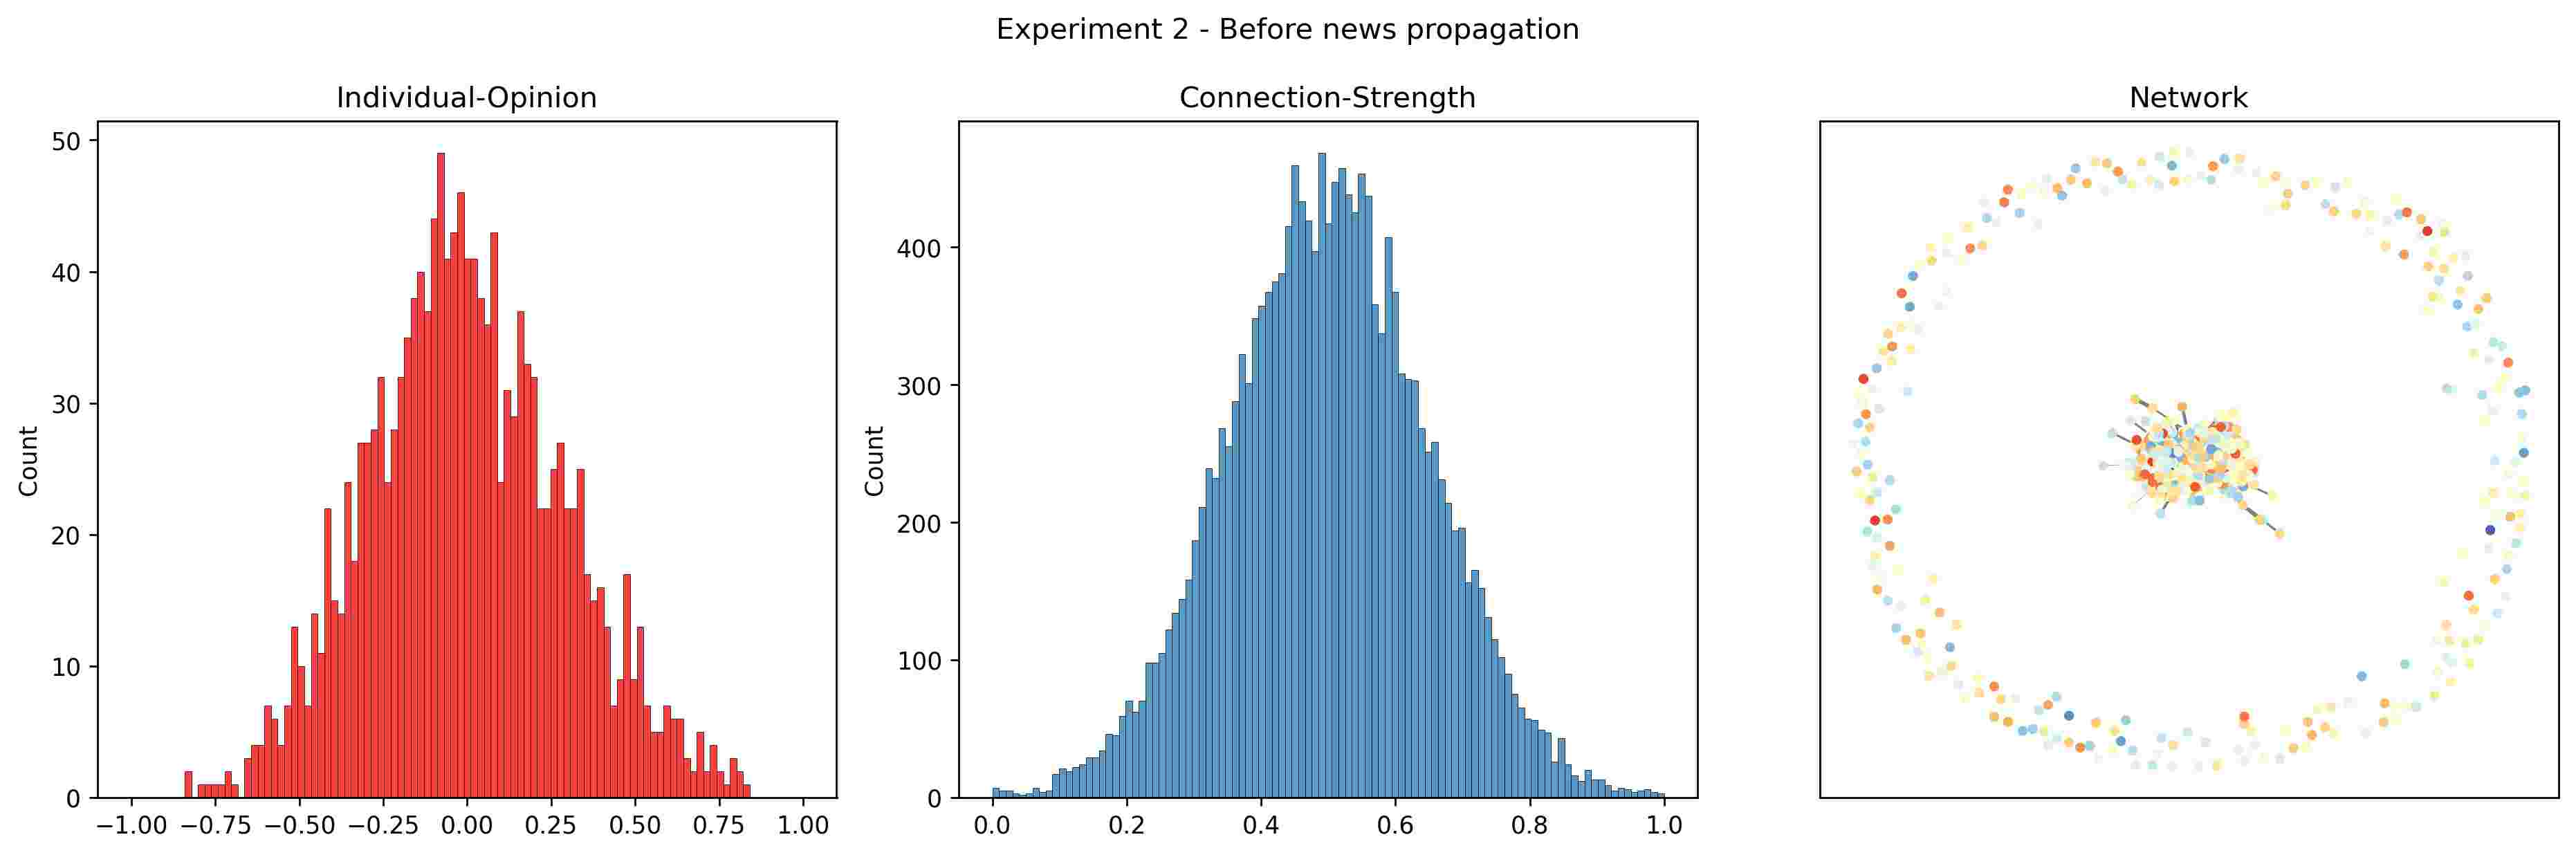 Experiment 2 - Before news propagation
Individual-Opinion
Count
50
40
30
20
10
0
−1.00 −0.75 −0.50 −0.25 0.00 0.25 0.50 0.75 1.00
Connection-Strength
Count
400
300
200
100
0
0.0 0.2 0.4 0.6 0.8 1.0
Network